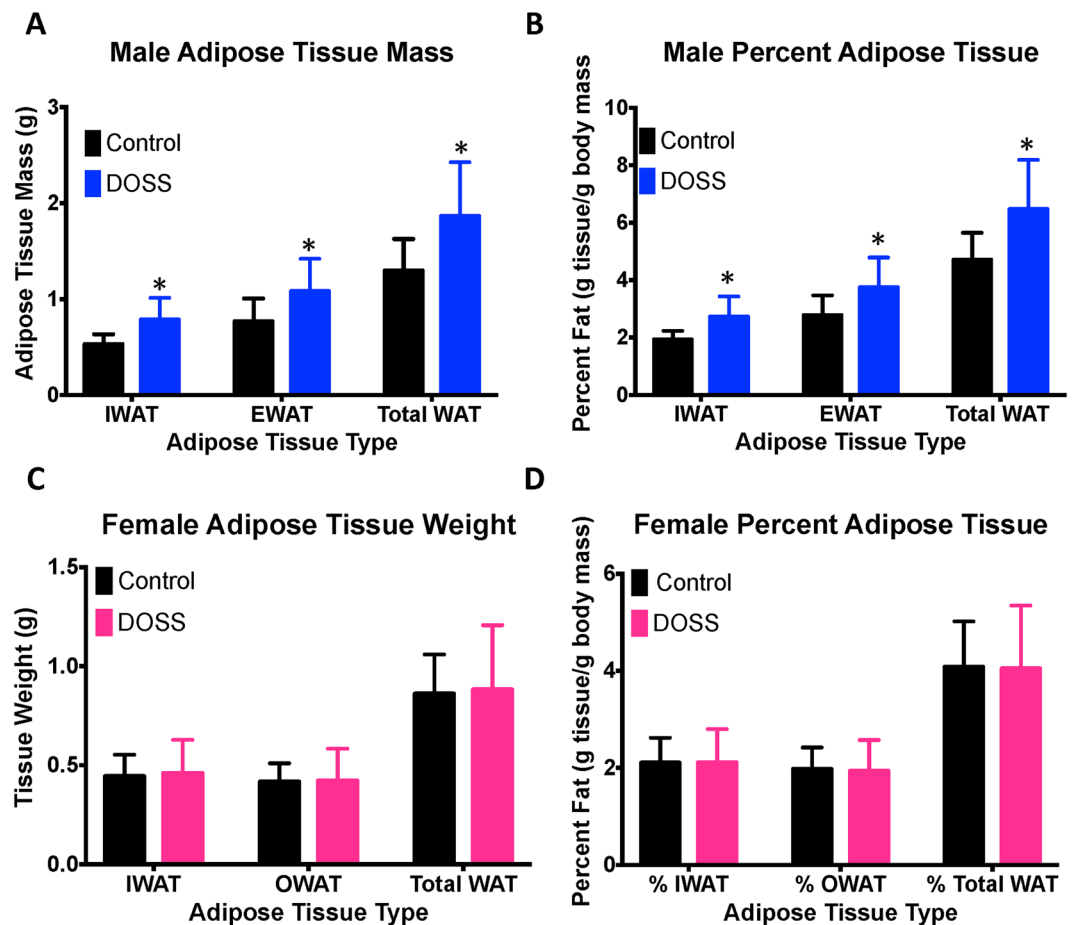 A
Male Adipose Tissue Mass
Adipose Tissue Mass (g)
3
2
1
0
Control
DOSS
*
*
*
IWAT
EWAT
Total WAT
Adipose Tissue Type
B
Male Percent Adipose Tissue
Percent Fat (g tissue/g body mass
10
8
6
4
2
0
Control
DOSS
*
*
*
IWAT
EWAT
Total WAT
Adipose Tissue Type
C
Female Adipose Tissue Weight
Tissue Weight (g)
1.5
1.0
0.5
0.0
Control
DOSS
IWAT
OWAT
Total WAT
Adipose Tissue Type
D
Female Percent Adipose Tissue
Percent Fat (g tissue/g body mass)
6
4
2
0
Control
DOSS
% IWAT
% OWAT
% Total WAT
Adipose Tissue Type